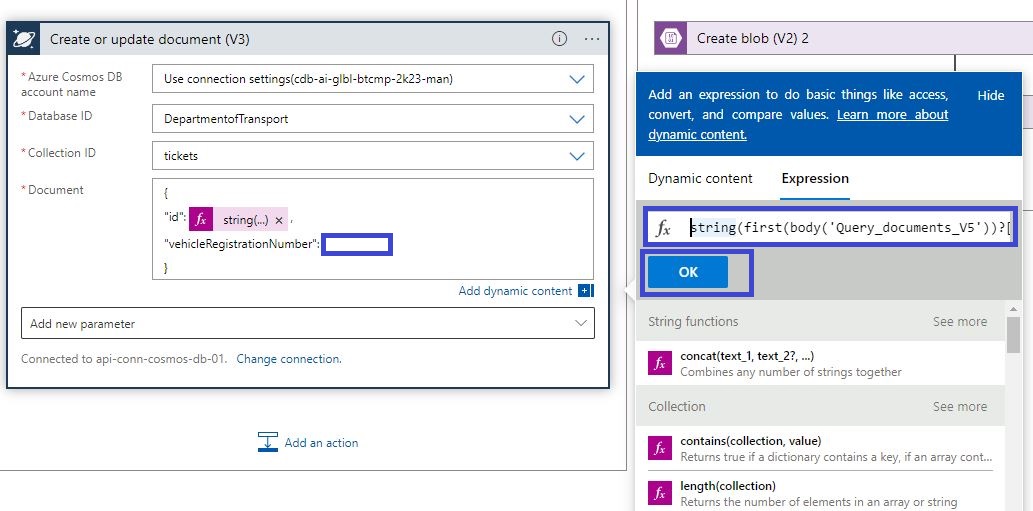 Create or update document (V3)
* Azure Cosmos DB account name
Use connection settings(cdb-ai-glbl-btcmp-2k23-man)
* Database ID
DepartmentofTransport
* Collection ID
tickets
* Document
{
"id": fx string(...) × ,
"vehicleRegistrationNumber":
}
Add dynamic content
Add new parameter
Connected to api-conn-cosmos-db-01. Change connection.
Add an action
Create blob (V2) 2
Add an expression to do basic things like access,
convert, and compare values. Learn more about
dynamic content.
Hide
Dynamic content
Expression
fx string(first(body('Query_documents_V5'))?[
OK
String functions
See more
fx concat(text_1, text_2?, ...)
Combines any number of strings together
Collection
See more
fx contains(collection, value)
Returns true if a dictionary contains a key, if an array cont...
fx length(collection)
Returns the number of elements in an array or string